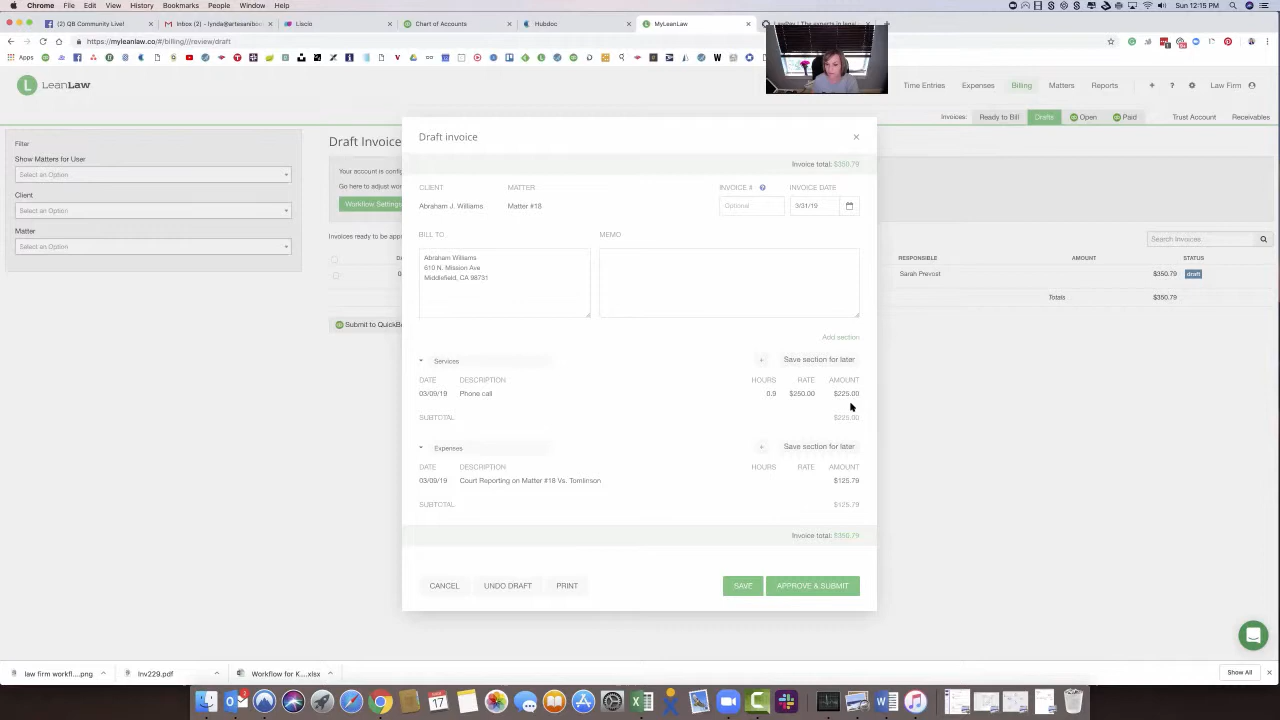 Chrome File Edit View History Bookmarks People Window Help
Sun 12:15 PM
(2) QB Community Live!
Inbox (2) - lynda@artesani
Liscio
Chart of Accounts
Hubdoc
MyLeanLaw
myleanlaw
/review/draft
Apps
LeanLaw
Time Entries Expenses Billing Matters Reports
Law Firm
Invoices: Ready to Bill Drafts Open Paid Trust Account Receivables
Filter
Show Matters for User
Select an Option
Client
Select an Option
Matter
Select an Option
Draft Invoic
Your account is config
Go here to adjust wor
Workflow Settings
Invoices ready to be appr
Submit to QuickB
Search Invoices
RESPONSIBLE AMOUNT STATUS
Sarah Prevost $350.79 draft
Totals $350.79
Draft invoice ×
Invoice total: $350.79
CLIENT MATTER INVOICE # INVOICE DATE
Abraham J. Williams Matter #18 Optional 3/31/19
BILL TO MEMO
Abraham Williams
610 N. Mission Ave
Middlefield, CA 98731
Add section
Services + Save section for later
DATE DESCRIPTION HOURS RATE AMOUNT
03/09/19 Phone call 0.9 $250.00 $225.00
SUBTOTAL $225.00
Expenses + Save section for later
DATE DESCRIPTION HOURS RATE AMOUNT
03/09/19 Court Reporting on Matter #18 Vs. Tomlinson $125.79
SUBTOTAL $125.79
Invoice total: $350.79
CANCEL UNDO DRAFT PRINT SAVE APPROVE & SUBMIT
law firm workfl....png
Inv229.pdf
Workflow for K....xlsx
Show All